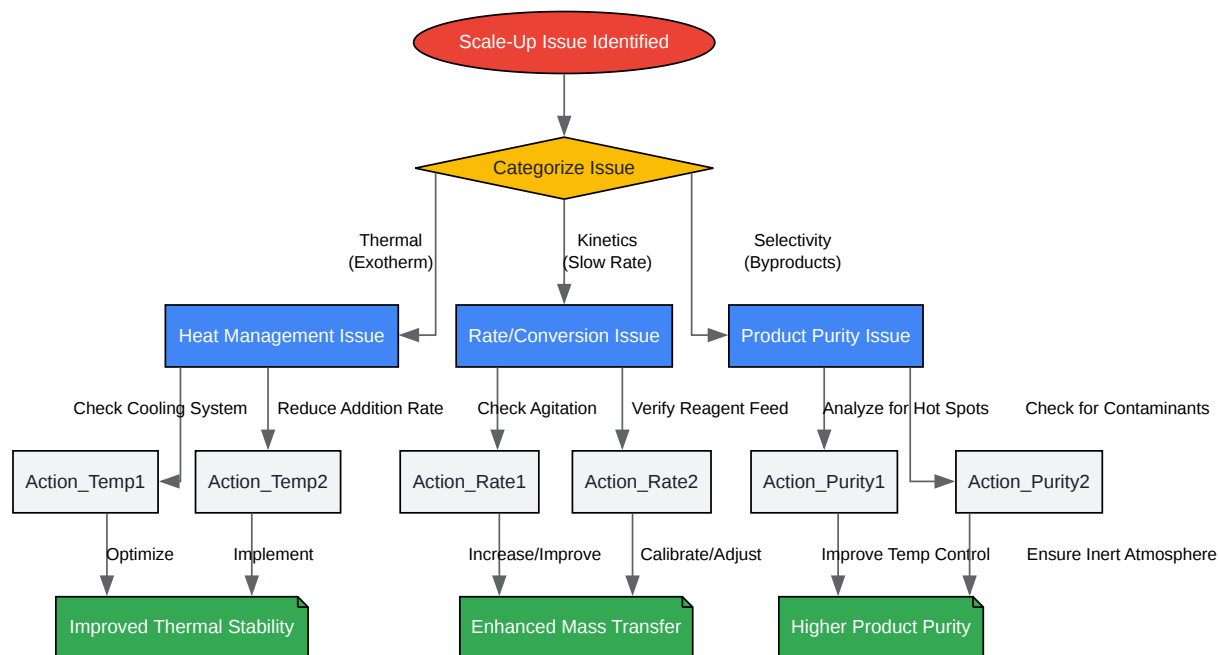 Scale-Up Issue Identified
Categorize Issue
Thermal
(Exotherm)
Kinetics
(Slow Rate)
Selectivity
(Byproducts)
Heat Management Issue
Rate/Conversion Issue
Product Purity Issue
Check Cooling System
Reduce Addition Rate
Check Agitation
Verify Reagent Feed
Analyze for Hot Spots
Check for Contaminants
Action_Temp1
Action_Temp2
Action_Rate1
Action_Rate2
Action_Purity1
Action_Purity2
Optimize
Implement
Increase/Improve
Calibrate/Adjust
Improve Temp Control
Ensure Inert Atmosphere
Improved Thermal Stability
Enhanced Mass Transfer
Higher Product Purity